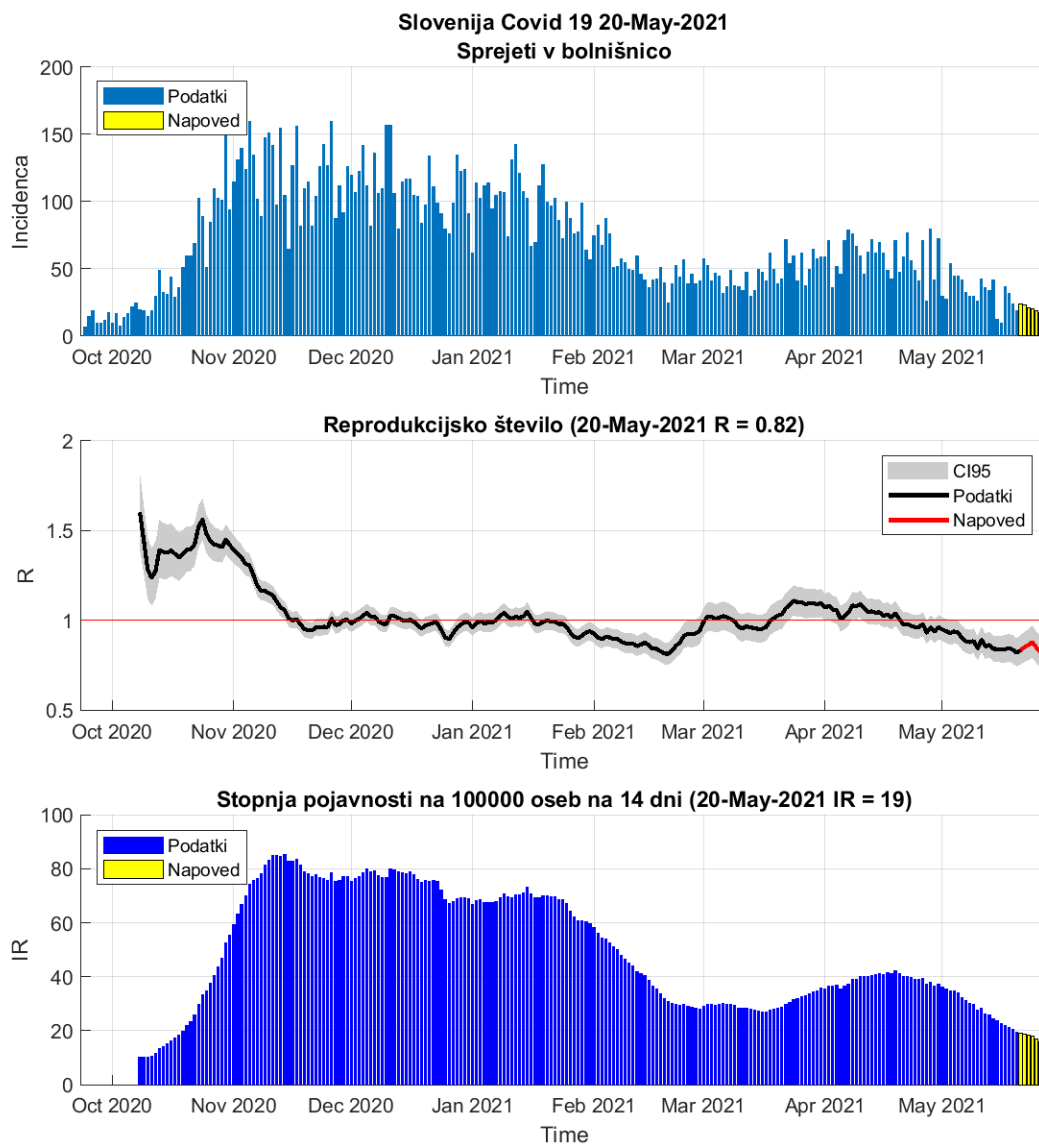 Slovenija Covid 19 20-May-2021
Sprejeti v bolnišnico
200
150
100
50
0
Incidenca
Podatki
Napoved
Oct 2020 Nov 2020 Dec 2020 Jan 2021 Feb 2021 Mar 2021 Apr 2021 May 2021
Time
Reprodukcijsko število (20-May-2021 R = 0.82)
2
1.5
1
0.5
R
CI95
Podatki
Napoved
Oct 2020 Nov 2020 Dec 2020 Jan 2021 Feb 2021 Mar 2021 Apr 2021 May 2021
Time
Stopnja pojavnosti na 100000 oseb na 14 dni (20-May-2021 IR = 19)
100
80
60
40
20
0
IR
Podatki
Napoved
Oct 2020 Nov 2020 Dec 2020 Jan 2021 Feb 2021 Mar 2021 Apr 2021 May 2021
Time